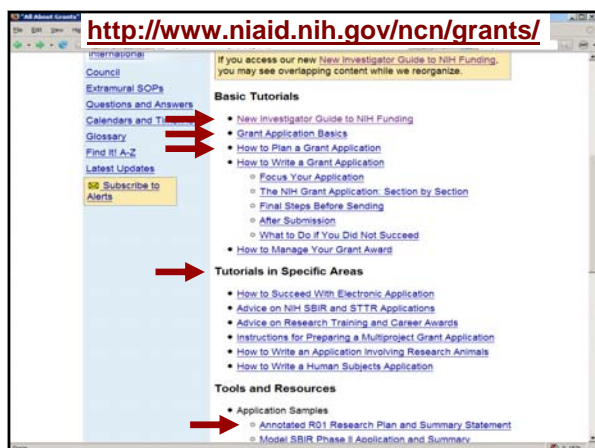 "All About Grants"
http://www.niaid.nih.gov/ncn/grants/
International
Council
Extramural SOPs
Questions and Answers
Calendars and
Glossary
Find It! A-Z
Latest Updates
Subscribe to
Alerts
If you access our new New Investigator Guide to NIH Funding,
you may see overlapping content while we reorganize.
Basic Tutorials
• New Investigator Guide to NIH Funding
• Grant Application Basics
• How to Plan a Grant Application
• How to Write a Grant Application
○ Focus Your Application
○ The NIH Grant Application: Section by Section
○ Final Steps Before Sending
○ After Submission
○ What to Do if You Did Not Succeed
• How to Manage Your Grant Award
Tutorials in Specific Areas
• How to Succeed With Electronic Application
• Advice on NIH SBIR and STTR Applications
• Advice on Research Training and Career Awards
• Instructions for Preparing a Multiproject Grant Application
• How to Write an Application Involving Research Animals
• How to Write a Human Subjects Application
Tools and Resources
• Application Samples
○ Annotated R01 Research Plan and Summary Statement
○ Model SBIR Phase II Application and Summary